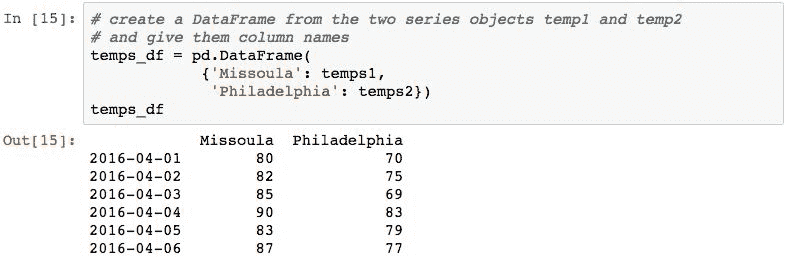 In [15]: # create a DataFrame from the two series objects temp1 and temp2
# and give them column names
temps_df = pd.DataFrame(
{'Missoula': temps1,
'Philadelphia': temps2})
temps_df
Out[15]: Missoula Philadelphia
2016-04-01 80 70
2016-04-02 82 75
2016-04-03 85 69
2016-04-04 90 83
2016-04-05 83 79
2016-04-06 87 77